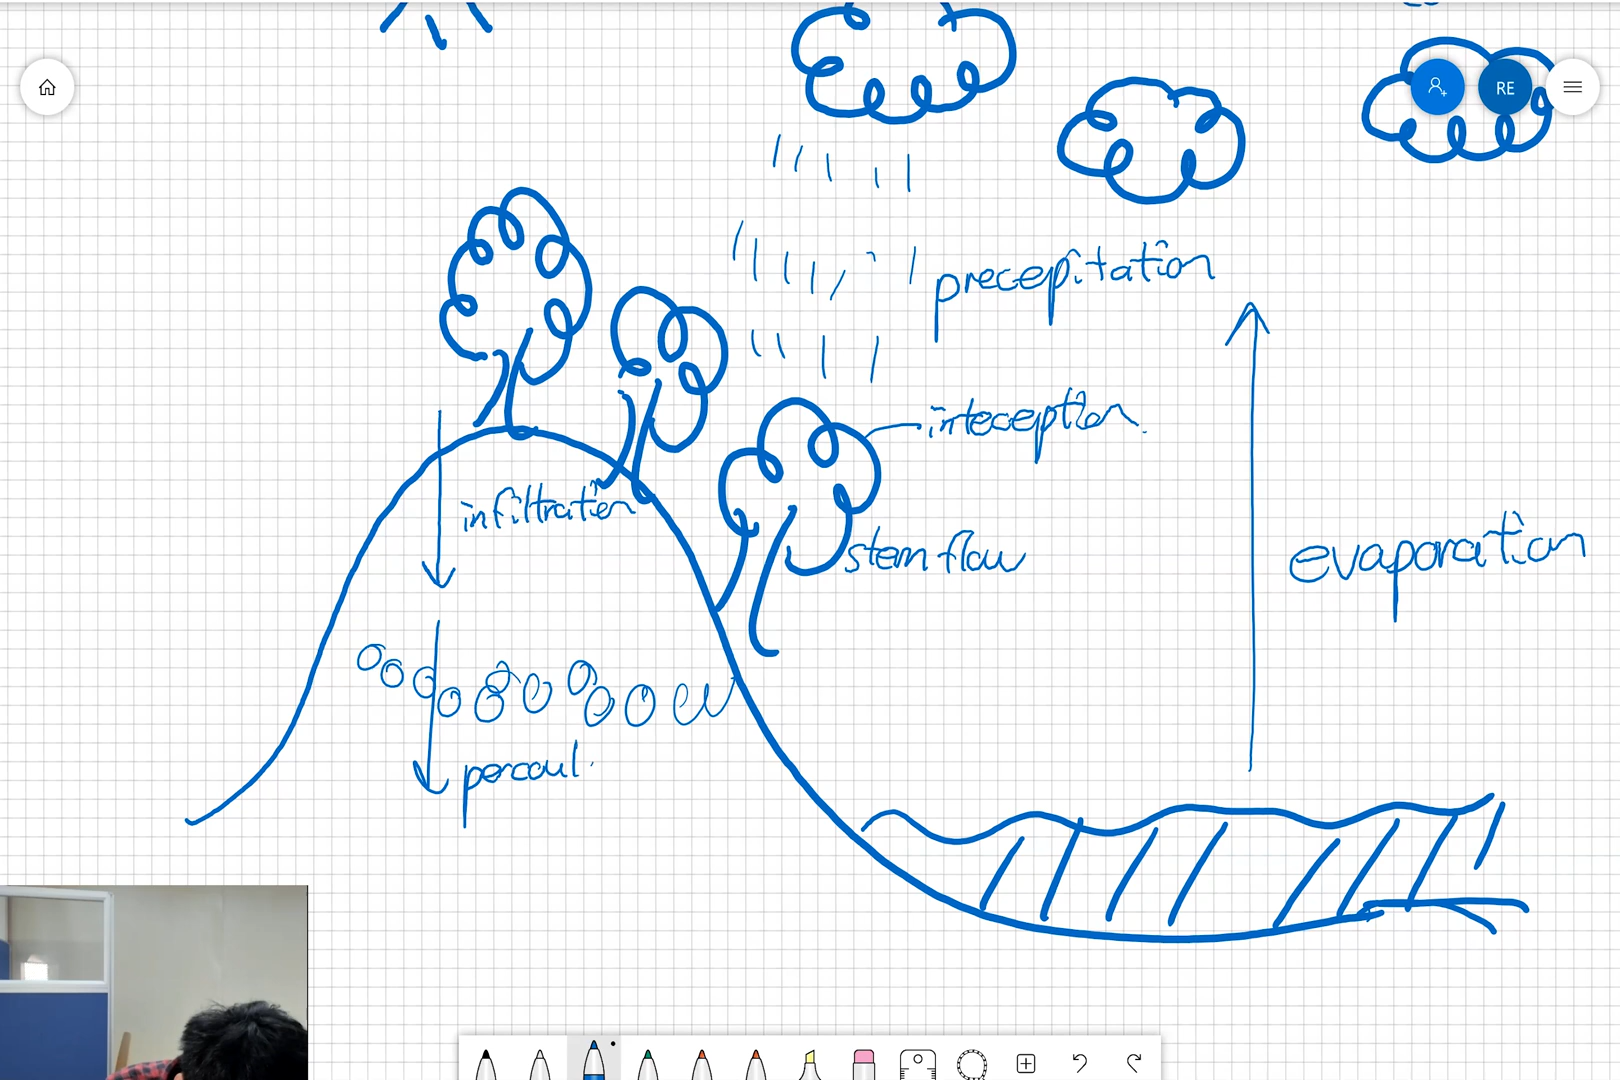 RE
precepitation
inteception.
infiltration
stem flow
evaporation
percoul.